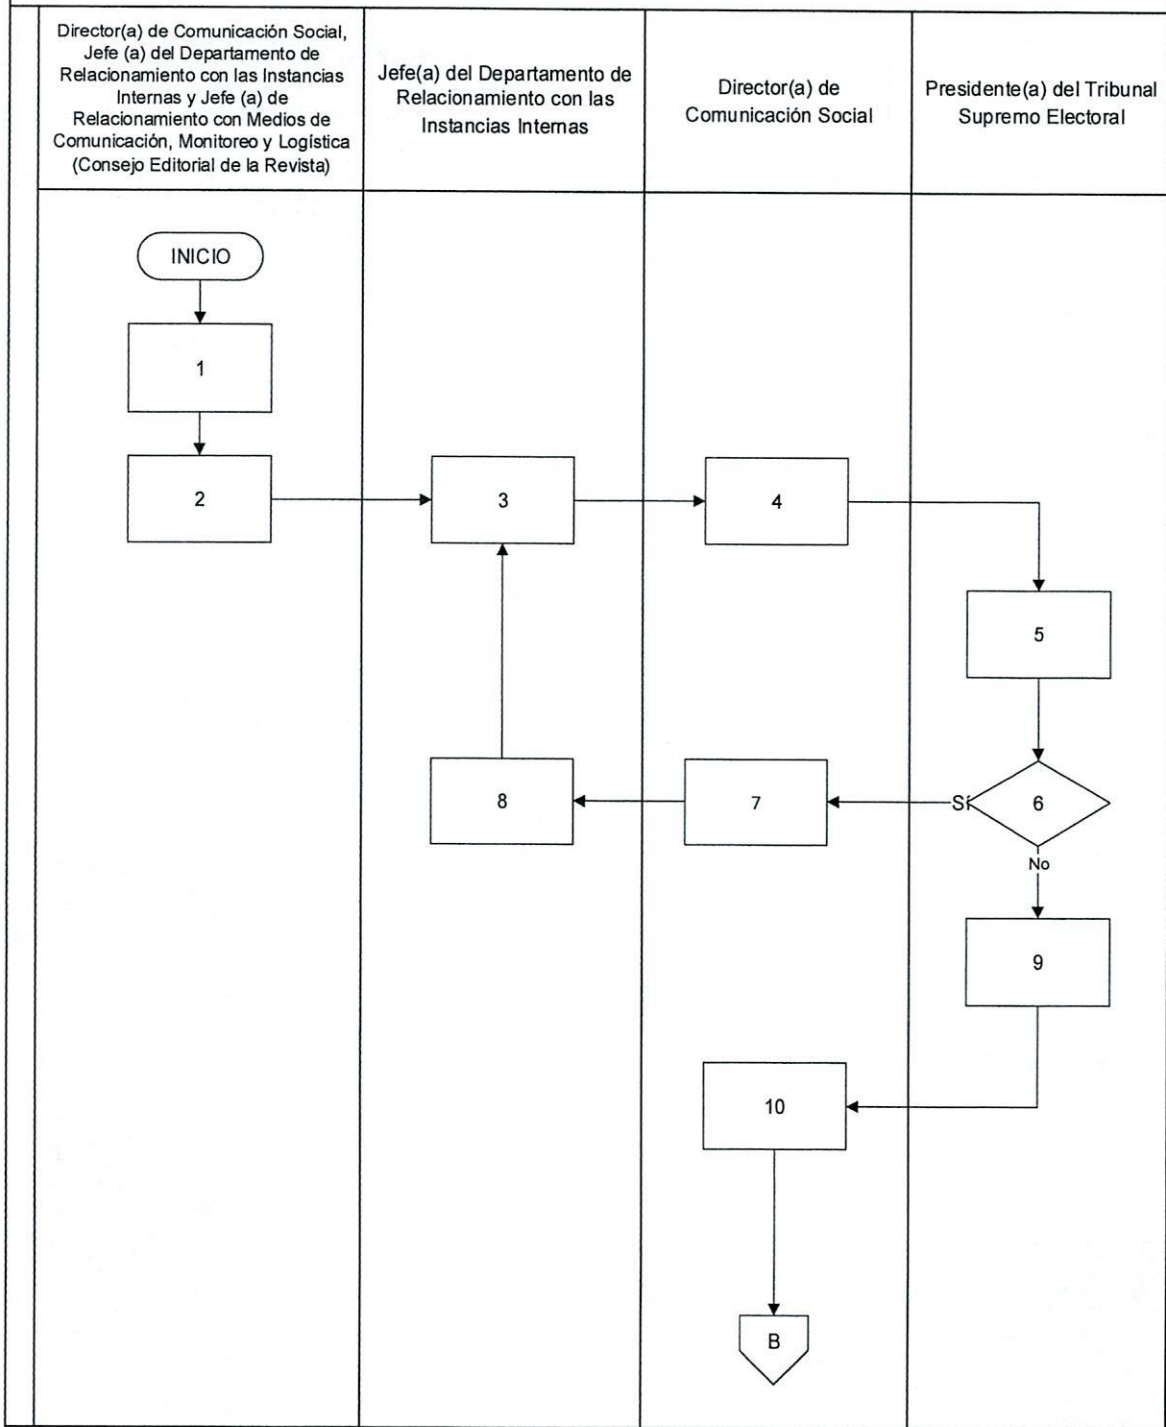 Director(a) de Comunicación Social,
Jefe (a) del Departamento de
Relacionamiento con las Instancias
Internas y Jefe (a) de
Relacionamiento con Medios de
Comunicación, Monitoreo y Logística
(Consejo Editorial de la Revista)
Jefe(a) del Departamento de
Relacionamiento con las
Instancias Internas
Director(a) de
Comunicación Social
Presidente(a) del Tribunal
Supremo Electoral
INICIO
1
2
3
4
5
6
Sí
7
8
No
9
10
B